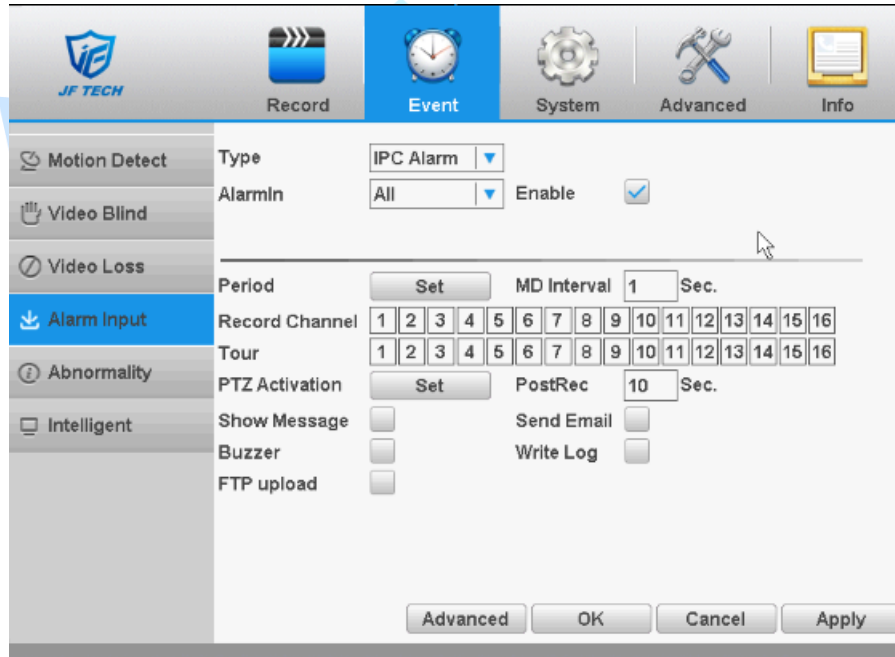 JF TECH
Record Event System Advanced Info
Motion Detect
Video Blind
Video Loss
Alarm Input
Abnormality
Intelligent
Type IPC Alarm
AlarmIn All Enable
Period Set MD Interval 1 Sec.
Record Channel 1 2 3 4 5 6 7 8 9 10 11 12 13 14 15 16
Tour 1 2 3 4 5 6 7 8 9 10 11 12 13 14 15 16
PTZ Activation Set PostRec 10 Sec.
Show Message Send Email
Buzzer Write Log
FTP upload
Advanced OK Cancel Apply